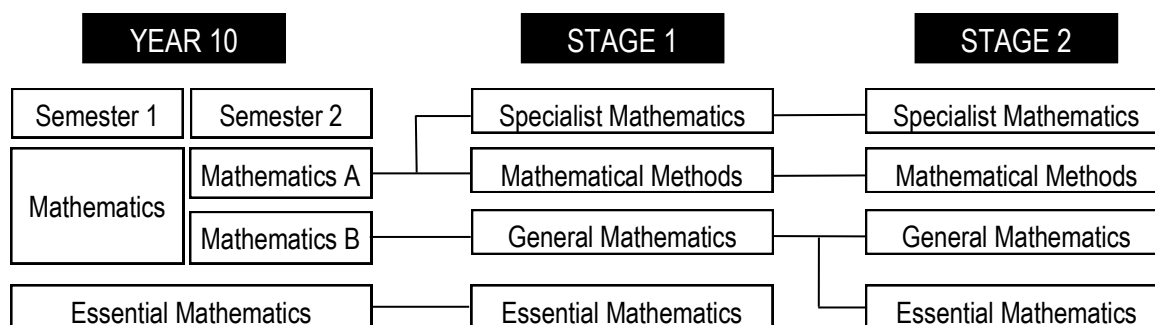 YEAR 10 STAGE 1 STAGE 2
Semester 1 Semester 2 Specialist Mathematics Specialist Mathematics
Mathematics A Mathematical Methods Mathematical Methods
Mathematics
Mathematics B General Mathematics General Mathematics
Essential Mathematics Essential Mathematics Essential Mathematics